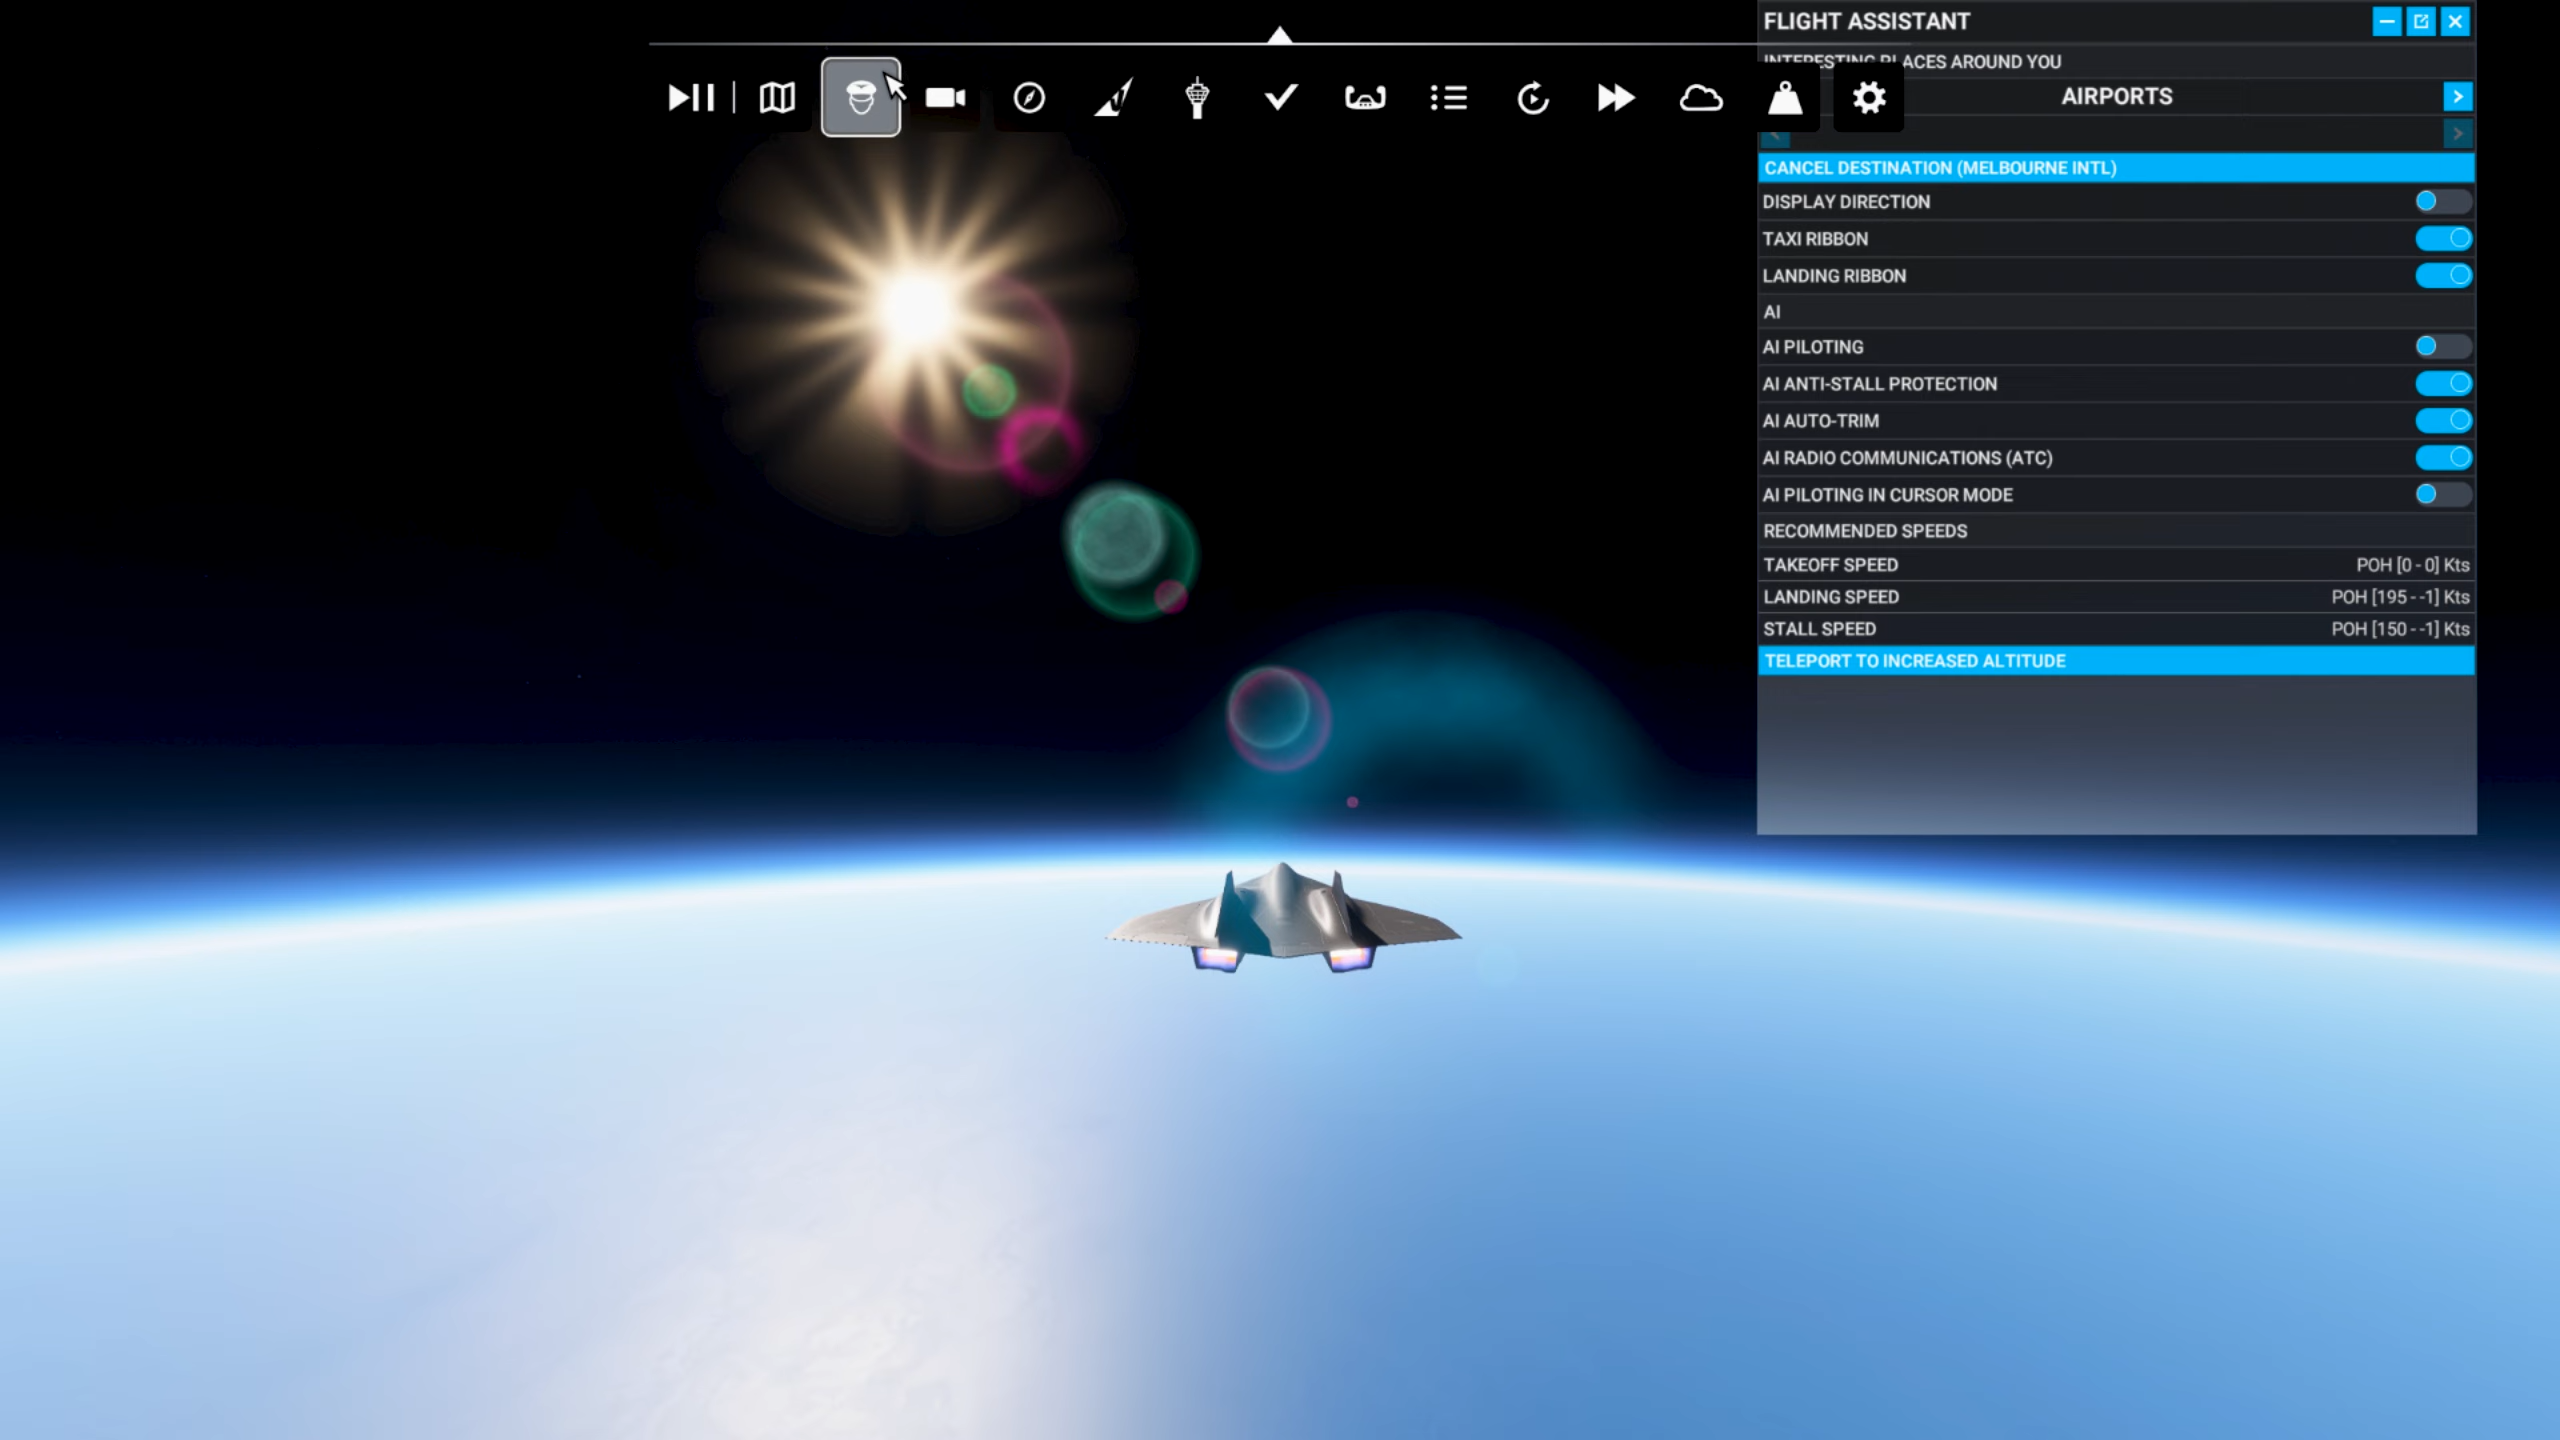 FLIGHT ASSISTANT
INTERESTING PLACES AROUND YOU
AIRPORTS
CANCEL DESTINATION (MELBOURNE INTL)
DISPLAY DIRECTION
TAXI RIBBON
LANDING RIBBON
AI
AI PILOTING
AI ANTI-STALL PROTECTION
AI AUTO-TRIM
AI RADIO COMMUNICATIONS (ATC)
AI PILOTING IN CURSOR MODE
RECOMMENDED SPEEDS
TAKEOFF SPEED POH [0 - 0] Kts
LANDING SPEED POH [195 - -1] Kts
STALL SPEED POH [150 - -1] Kts
TELEPORT TO INCREASED ALTITUDE